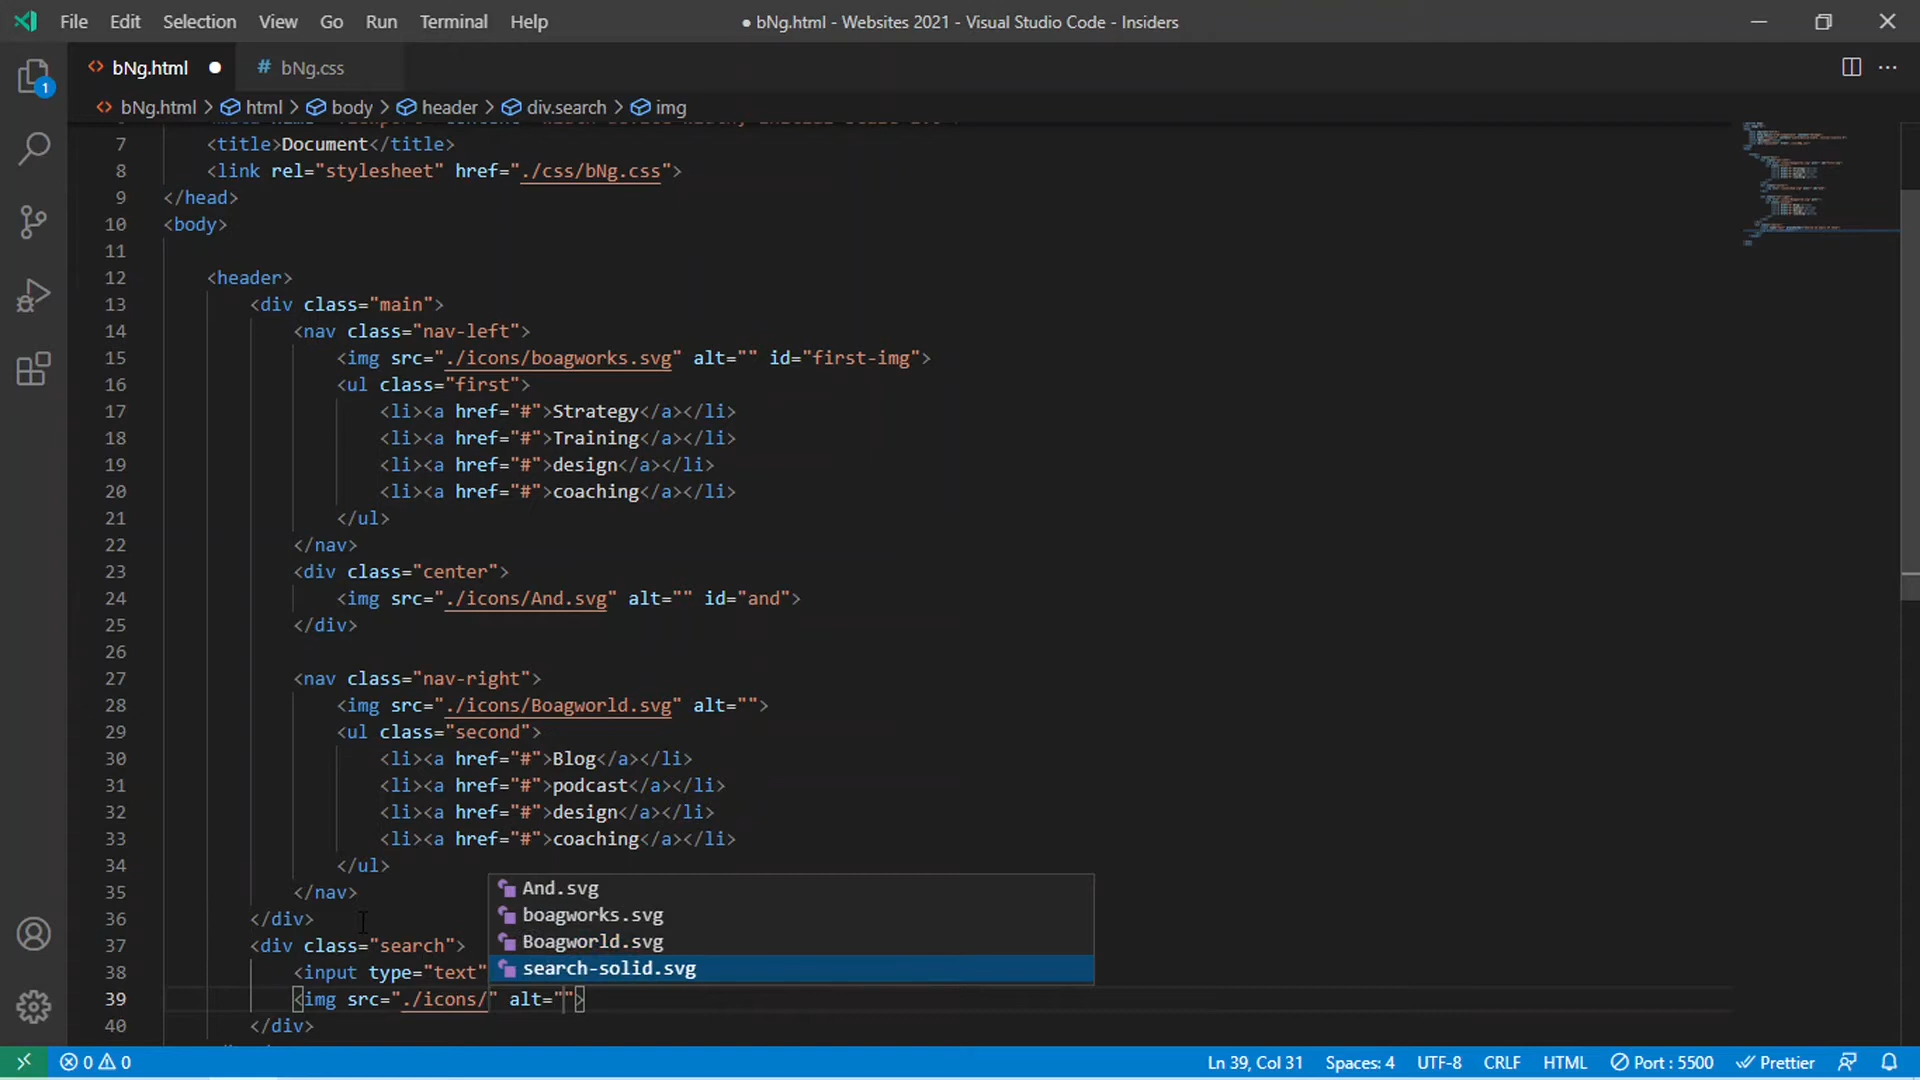 File Edit Selection View Go Run Terminal Help
● bNg.html - Websites 2021 - Visual Studio Code - Insiders
bNg.html
# bNg.css
bNg.html > html > body > header > div.search > img
1
7 <title>Document</title>
8 <link rel="stylesheet" href="./css/bNg.css">
9 </head>
10 <body>
11
12 <header>
13 <div class="main">
14 <nav class="nav-left">
15 <img src="./icons/boagworks.svg" alt="" id="first-img">
16 <ul class="first">
17 <li><a href="#">Strategy</a></li>
18 <li><a href="#">Training</a></li>
19 <li><a href="#">design</a></li>
20 <li><a href="#">coaching</a></li>
21 </ul>
22 </nav>
23 <div class="center">
24 <img src="./icons/And.svg" alt="" id="and">
25 </div>
26
27 <nav class="nav-right">
28 <img src="./icons/Boagworld.svg" alt="">
29 <ul class="second">
30 <li><a href="#">Blog</a></li>
31 <li><a href="#">podcast</a></li>
32 <li><a href="#">design</a></li>
33 <li><a href="#">coaching</a></li>
34 </ul>
35 </nav>
And.svg
boagworks.svg
36 </div>
Boagworld.svg
37 <div class="search">
search-solid.svg
38 <input type="text"
39 <img src="./icons/" alt="">
40 </div>
0 0
Ln 39, Col 31 Spaces: 4 UTF-8 CRLF HTML Port : 5500 Prettier